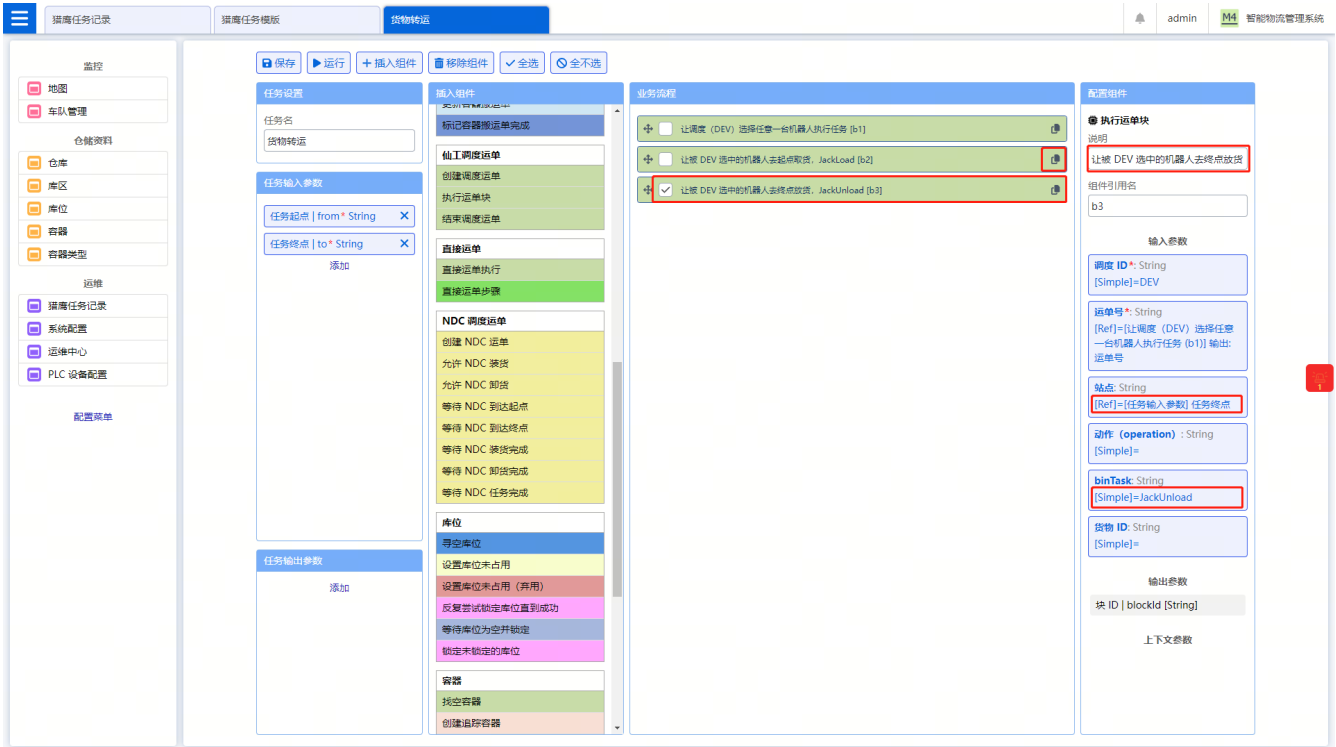 猎鹰任务记录
猎鹰任务模版
货物转运
admin
M4
智能物流管理系统
监控
地图
车队管理
仓储资料
仓库
库区
库位
容器
容器类型
运维
猎鹰任务记录
系统配置
运维中心
PLC 设备配置
配置菜单
保存
运行
插入组件
移除组件
全选
全不选
任务设置
任务名
货物转运
任务输入参数
任务起点 | from* String
任务终点 | to* String
添加
任务输出参数
添加
插入组件
更新容器搬运单
标记容器搬运单完成
仙工调度运单
创建调度运单
执行运单块
结束调度运单
直接运单
直接运单执行
直接运单步骤
NDC 调度运单
创建 NDC 运单
允许 NDC 装货
允许 NDC 卸货
等待 NDC 到达起点
等待 NDC 到达终点
等待 NDC 装货完成
等待 NDC 卸货完成
等待 NDC 任务完成
库位
寻空库位
设置库位未占用
设置库位未占用（弃用）
反复尝试锁定库位直到成功
等待库位为空并锁定
锁定未锁定的库位
容器
找空容器
创建追踪容器
业务流程
让调度（DEV）选择任意一台机器人执行任务 [b1]
让被 DEV 选中的机器人去起点取货，JackLoad [b2]
让被 DEV 选中的机器人去终点放货，JackUnload [b3]
配置组件
执行运单块
说明
让被 DEV 选中的机器人去终点放货
组件引用名
b3
输入参数
调度 ID*: String
[Simple]=DEV
运单号*: String
[Ref]=[让调度（DEV）选择任意
一台机器人执行任务 (b1)] 输出:
运单号
站点: String
[Ref]=[任务输入参数] 任务终点
动作（operation）: String
[Simple]=
binTask: String
[Simple]=JackUnload
货物 ID: String
[Simple]=
输出参数
块 ID | blockId [String]
上下文参数
1